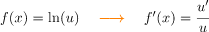 f(x) = ln(u) ⟶ f′(x) = u′/u